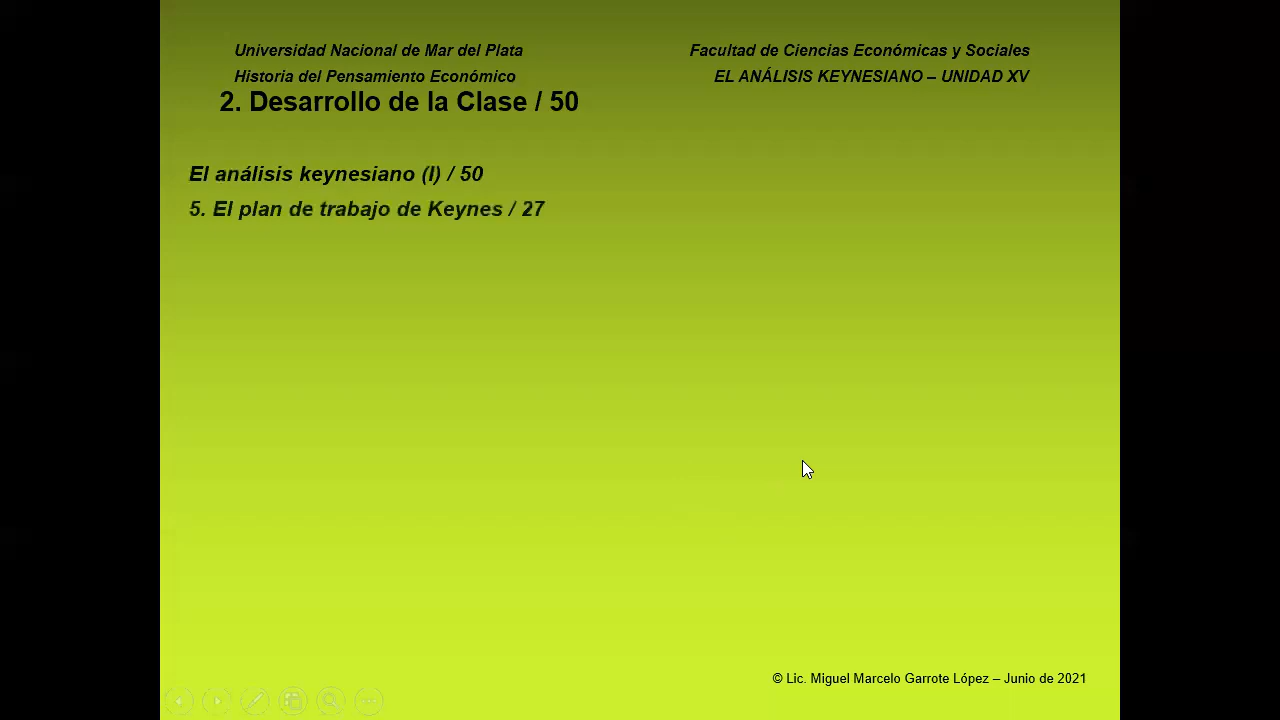 Universidad Nacional de Mar del Plata
Facultad de Ciencias Económicas y Sociales
Historia del Pensamiento Económico
EL ANÁLISIS KEYNESIANO – UNIDAD XV
2. Desarrollo de la Clase / 50
El análisis keynesiano (I) / 50
5. El plan de trabajo de Keynes / 27
© Lic. Miguel Marcelo Garrote López – Junio de 2021